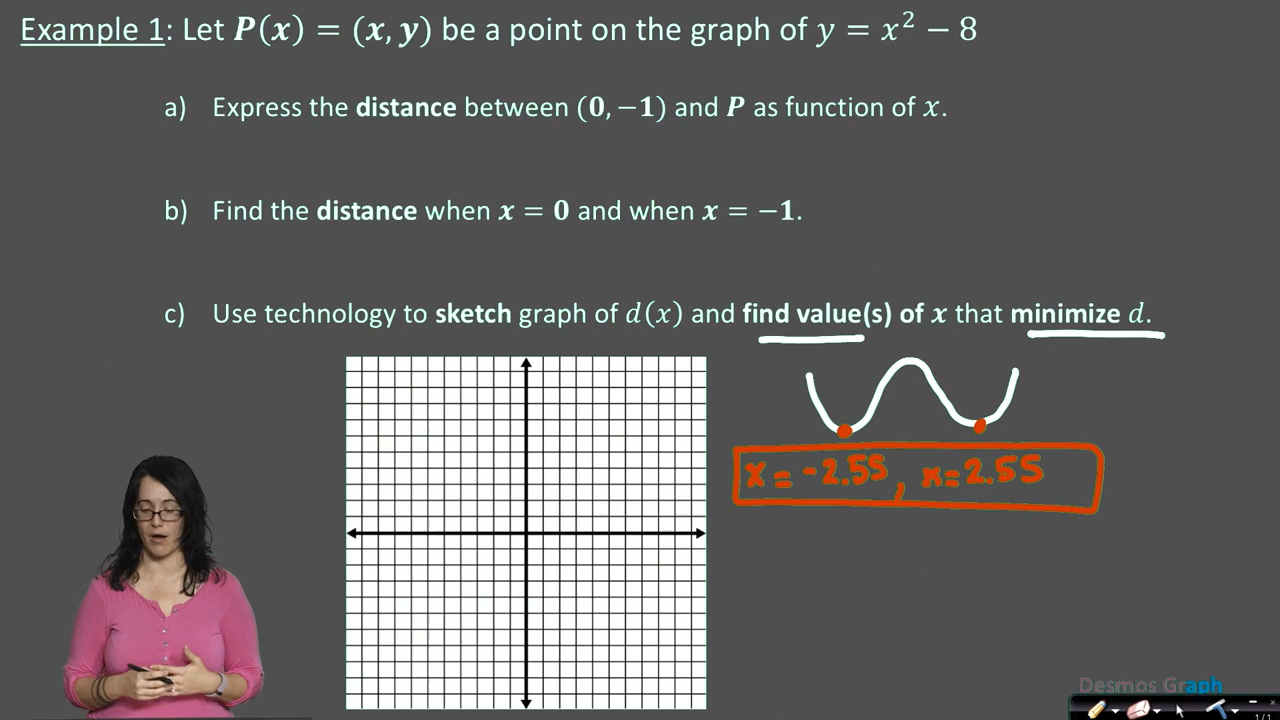 Example 1: Let P(x) = (x, y) be a point on the graph of y = x² − 8
a) Express the distance between (0, −1) and P as function of x.
b) Find the distance when x = 0 and when x = −1.
c) Use technology to sketch graph of d(x) and find value(s) of x that minimize d.
x = -2.55, x = 2.55
Desmos Graph
1/1